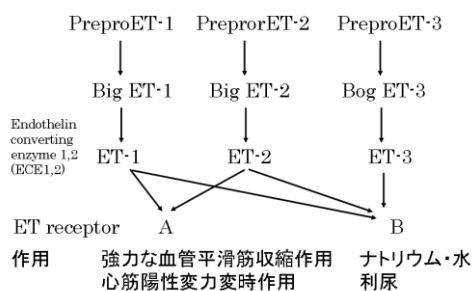 PreproET-1 PreprorET-2 PreproET-3
Big ET-1 Big ET-2 Bog ET-3
Endothelin
converting
enzyme 1,2
(ECE1,2)
ET-1 ET-2 ET-3
ET receptor A B
作用 強力な血管平滑筋収縮作用 ナトリウム・水
心筋陽性変力変時作用 利尿